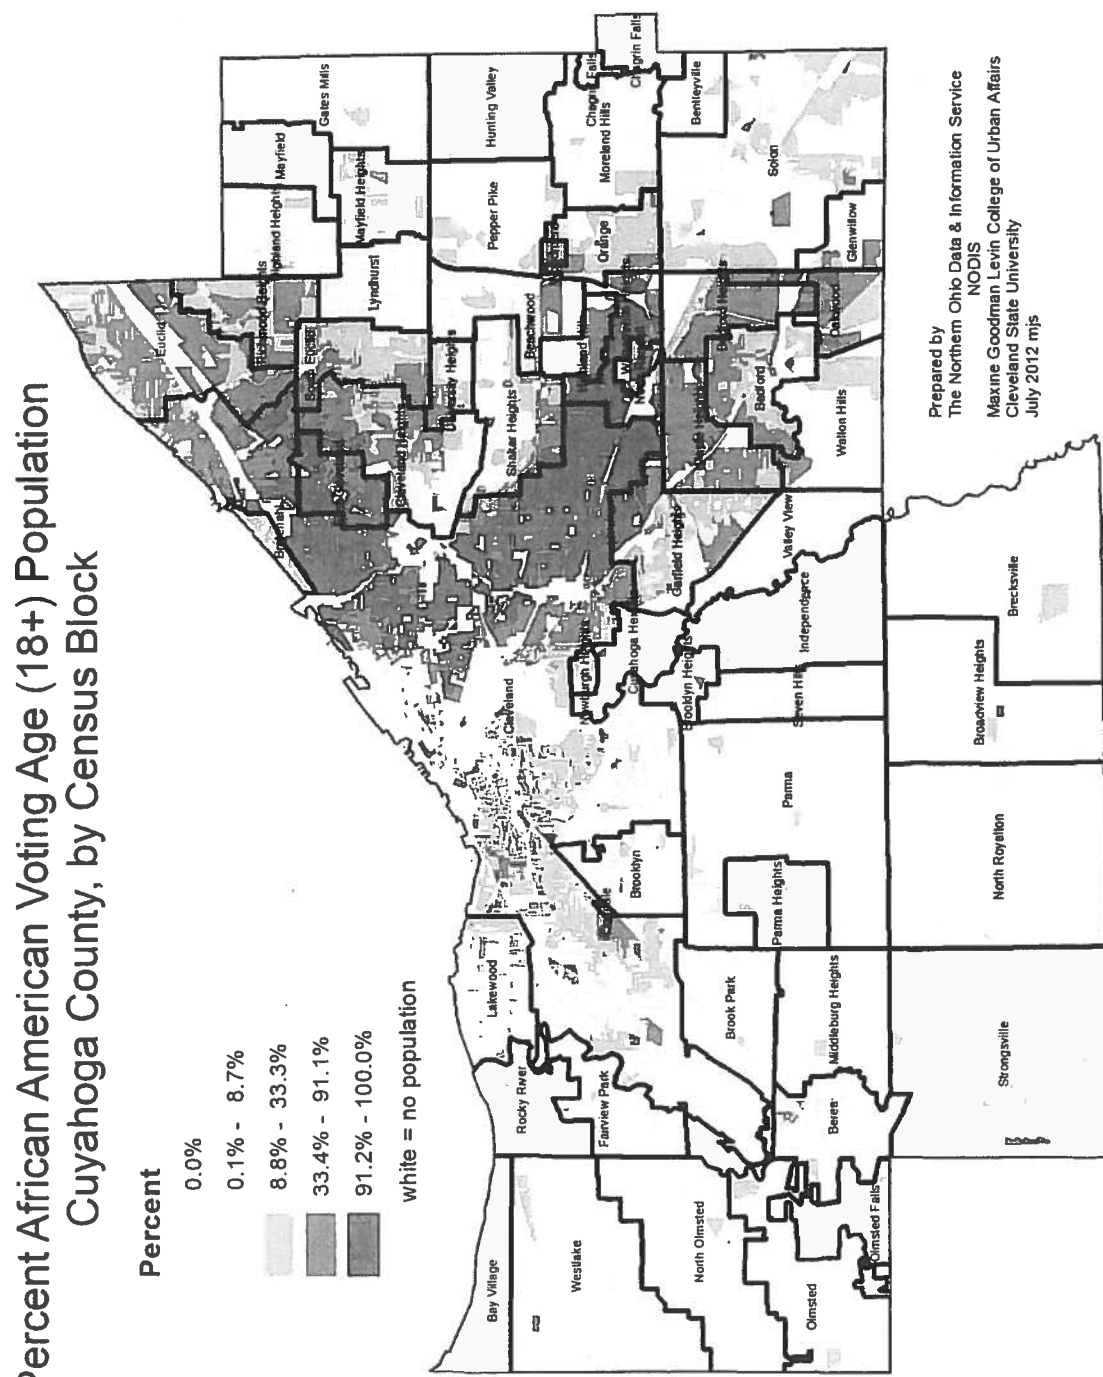 Percent African American Voting Age (18+) Population
Cuyahoga County, by Census Block
Percent
0.0%
0.1% - 8.7%
8.8% - 33.3%
33.4% - 91.1%
91.2% - 100.0%
white = no population
Bay Village
Westlake
North Olmsted
Olmsted
Olmsted Falls
Rocky River
Fairview Park
Lakewood
Brook Park
Berea
Middleburg Heights
Strongsville
Cleveland
Brooklyn
Parma Heights
Parma
North Royalton
Newburgh Heights
Cuyahoga Heights
Brooklyn Heights
Seven Hills
Independence
Valley View
Broadview Heights
Brecksville
Garfield Heights
Bratenahl
Cleveland Heights
Shaker Heights
University Heights
Euclid
Richmond Heights
South Euclid
Lyndhurst
Beachwood
Highland Heights
Mayfield
Mayfield Heights
Gates Mills
Pepper Pike
Hunting Valley
Orange
Moreland Hills
Chagrin Falls
Chagrin Falls
Bentleyville
Solon
Glenwillow
Oakwood
Bedford Heights
Bedford
Maple Heights
Walton Hills
Prepared by
The Northern Ohio Data & Information Service
NODIS
Maxine Goodman Levin College of Urban Affairs
Cleveland State University
July 2012 mjs